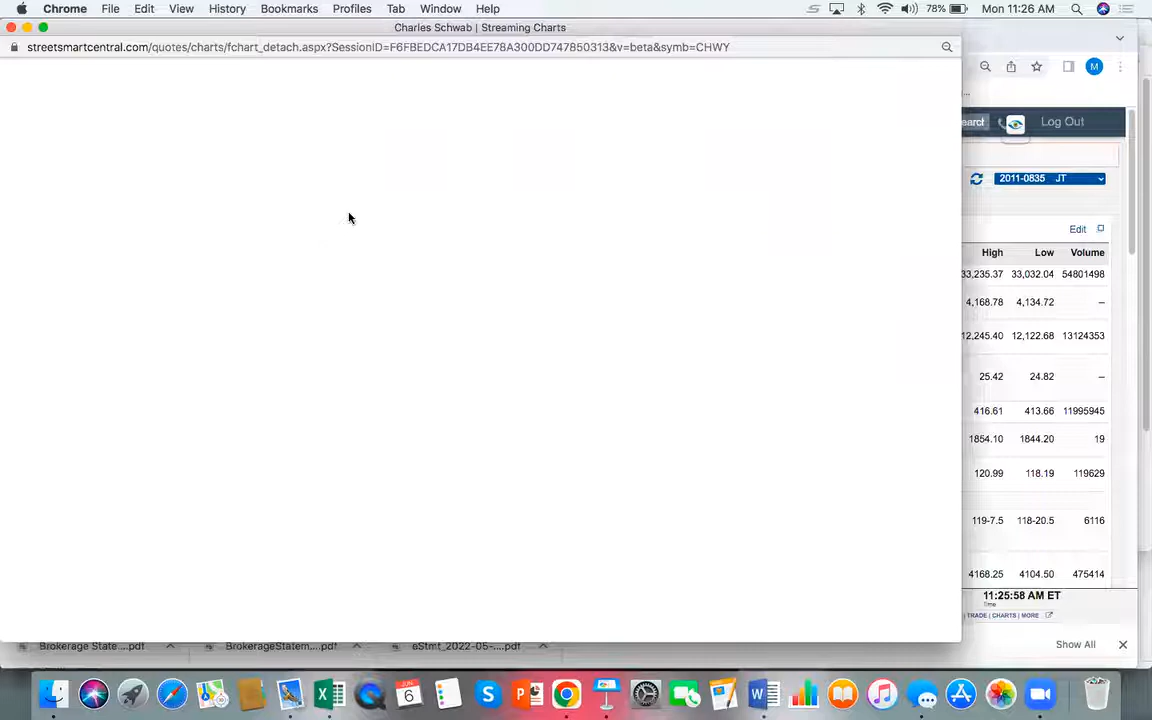 Chrome File Edit View History Bookmarks Profiles Tab Window Help 78% Mon 11:26 AM
Charles Schwab | Streaming Charts
streetsmartcentral.com/quotes/charts/fchart_detach.aspx?SessionID=F6FBEDCA17DB4EE78A300DD747850313&v=beta&symb=CHWY
M
...
earch Log Out
2011-0835 JT
Edit
High Low Volume
33,235.37 33,032.04 54801498
4,168.78 4,134.72 –
12,245.40 12,122.68 13124353
25.42 24.82 –
416.61 413.66 11995945
1854.10 1844.20 19
120.99 118.19 119629
119-7.5 118-20.5 6116
4168.25 4104.50 475414
11:25:58 AM ET
Time
| TRADE | CHARTS | MORE
Brokerage State....pdf BrokerageStatem....pdf eStmt_2022-05-....pdf Show All
JUN
6